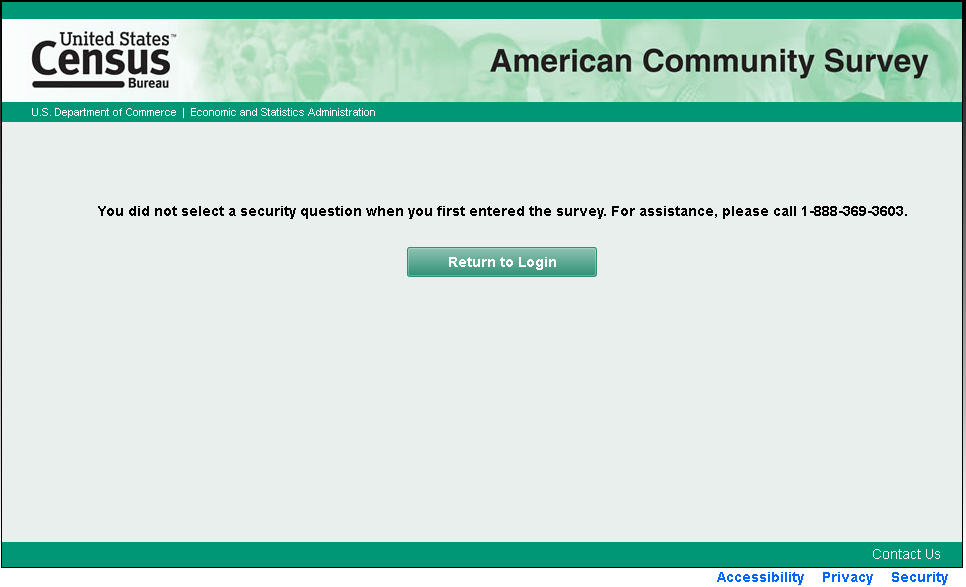 United States™
Census
Bureau
American Community Survey
U.S. Department of Commerce | Economic and Statistics Administration
You did not select a security question when you first entered the survey. For assistance, please call 1-888-369-3603.
Return to Login
Contact Us
Accessibility Privacy Security